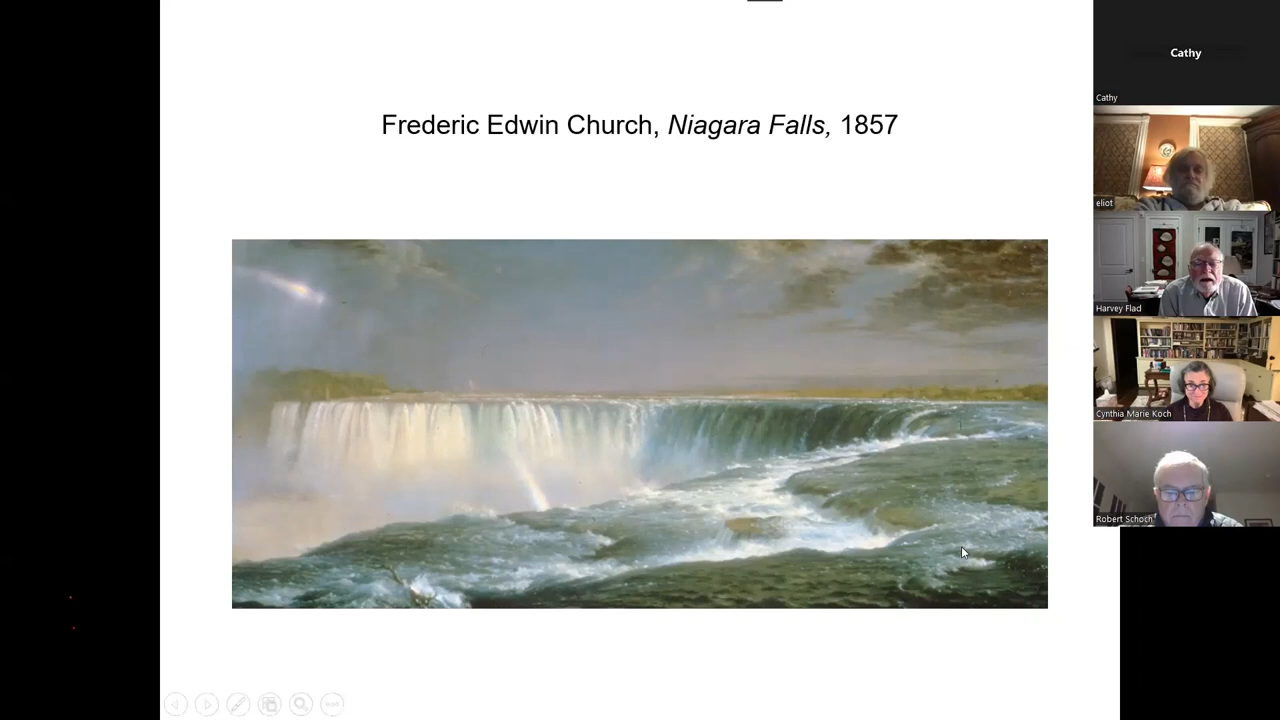 Frederic Edwin Church, Niagara Falls, 1857
Cathy
Cathy
eliot
Harvey Flad
Cynthia Marie Koch
Robert Schoch